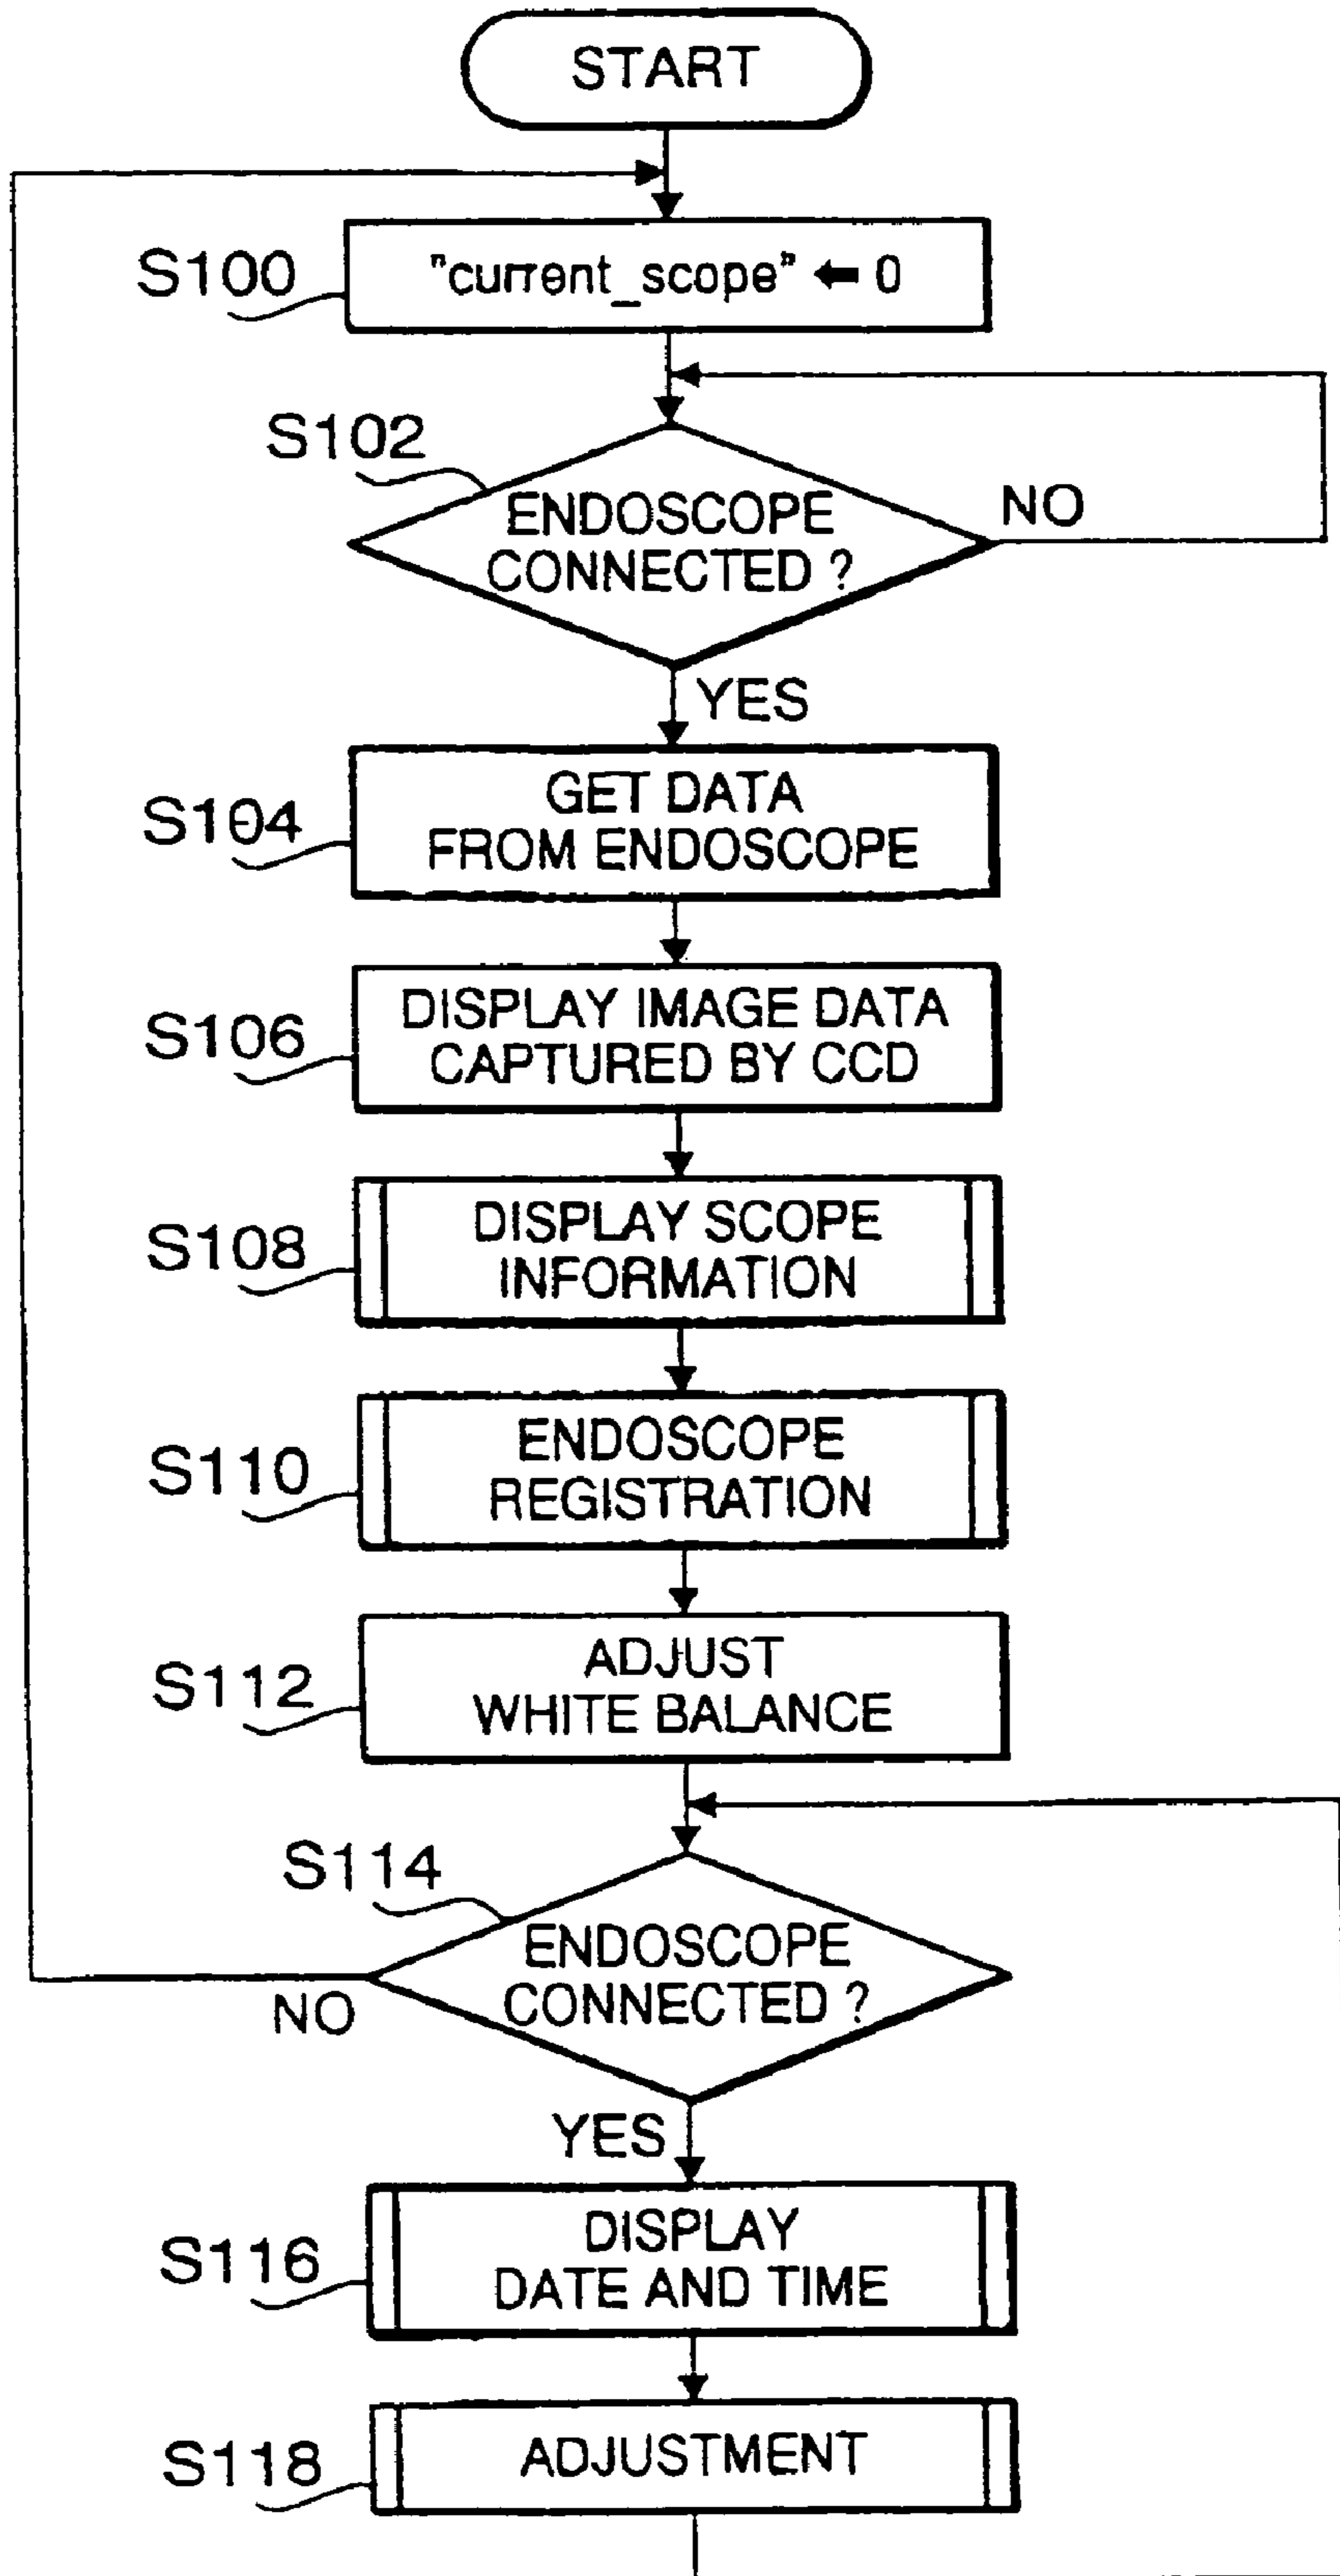 START
S100
"current_scope" ← 0
S102
ENDOSCOPE
CONNECTED ?
NO
YES
S104
GET DATA
FROM ENDOSCOPE
S106
DISPLAY IMAGE DATA
CAPTURED BY CCD
S108
DISPLAY SCOPE
INFORMATION
S110
ENDOSCOPE
REGISTRATION
S112
ADJUST
WHITE BALANCE
S114
ENDOSCOPE
CONNECTED ?
NO
YES
S116
DISPLAY
DATE AND TIME
S118
ADJUSTMENT